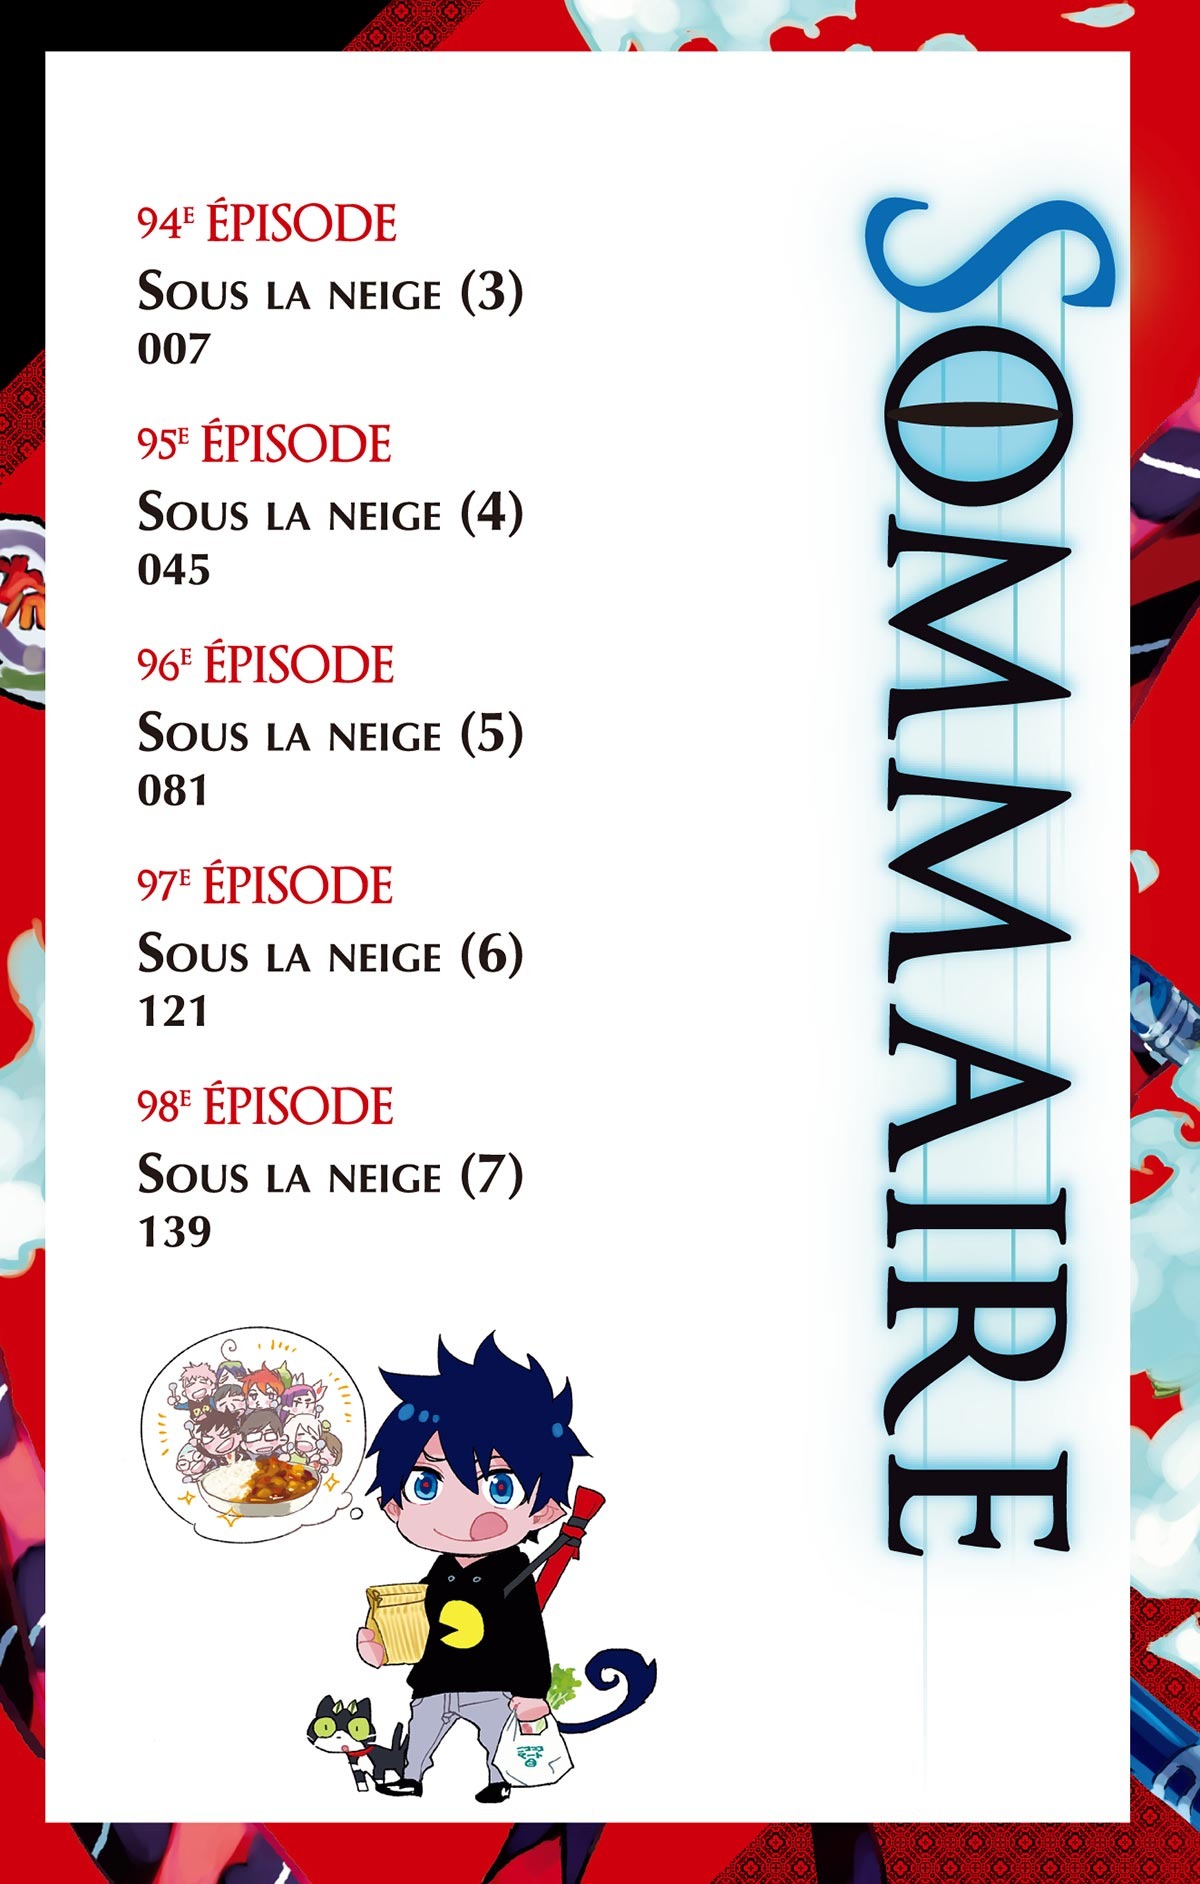 SOMMAIRE
94E ÉPISODE
SOUS LA NEIGE (3)
007
95E ÉPISODE
SOUS LA NEIGE (4)
045
96E ÉPISODE
SOUS LA NEIGE (5)
081
97E ÉPISODE
SOUS LA NEIGE (6)
121
98E ÉPISODE
SOUS LA NEIGE (7)
139